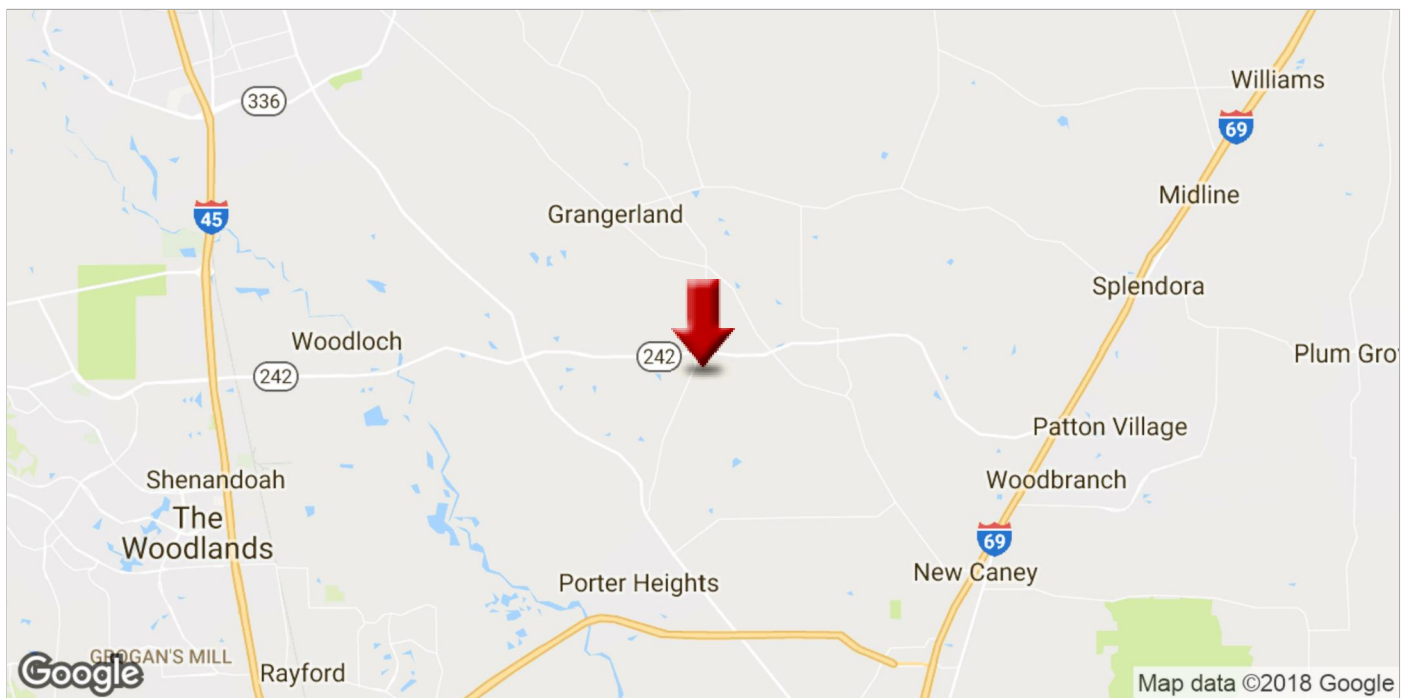 Williams
336
69
Midline
Grangerland
45
Splendora
Woodloch
242
Plum Gro
242
Patton Village
Shenandoah
Woodbranch
The
Woodlands
69
New Caney
Porter Heights
GROGAN'S MILL
Rayford
Google
Map data ©2018 Google